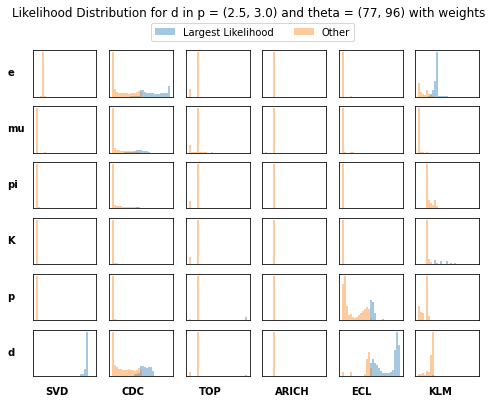 Likelihood Distribution for d in p = (2.5, 3.0) and theta = (77, 96) with weights
Largest Likelihood Other
e
mu
pi
K
p
d
SVD CDC TOP ARICH ECL KLM